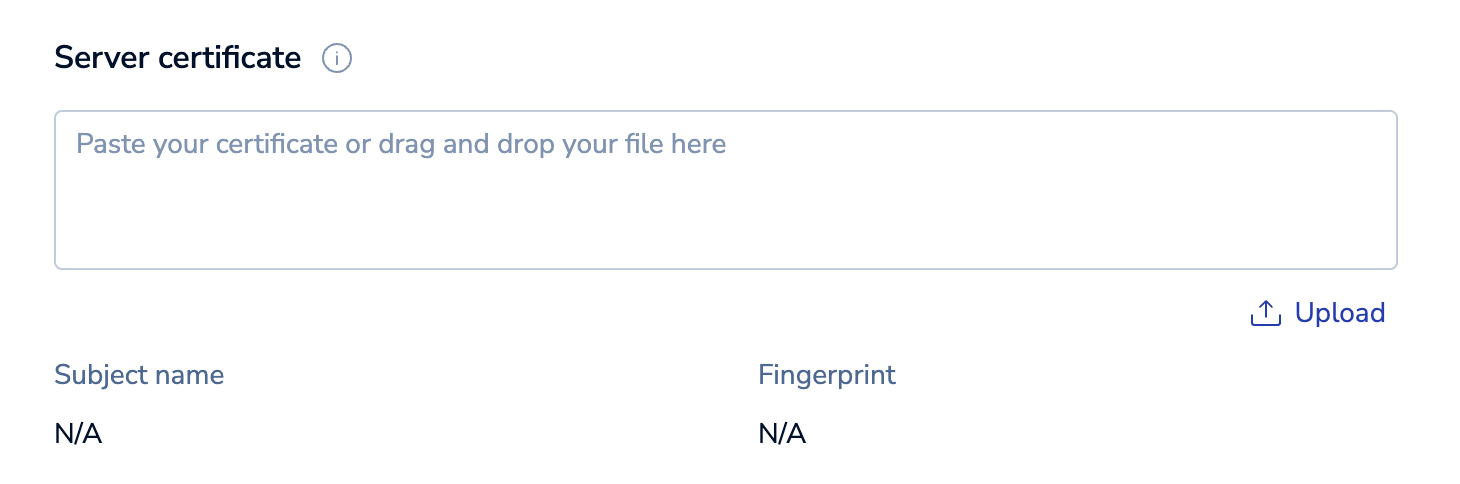 Server certificate
Paste your certificate or drag and drop your file here
Upload
Subject name
Fingerprint
N/A
N/A